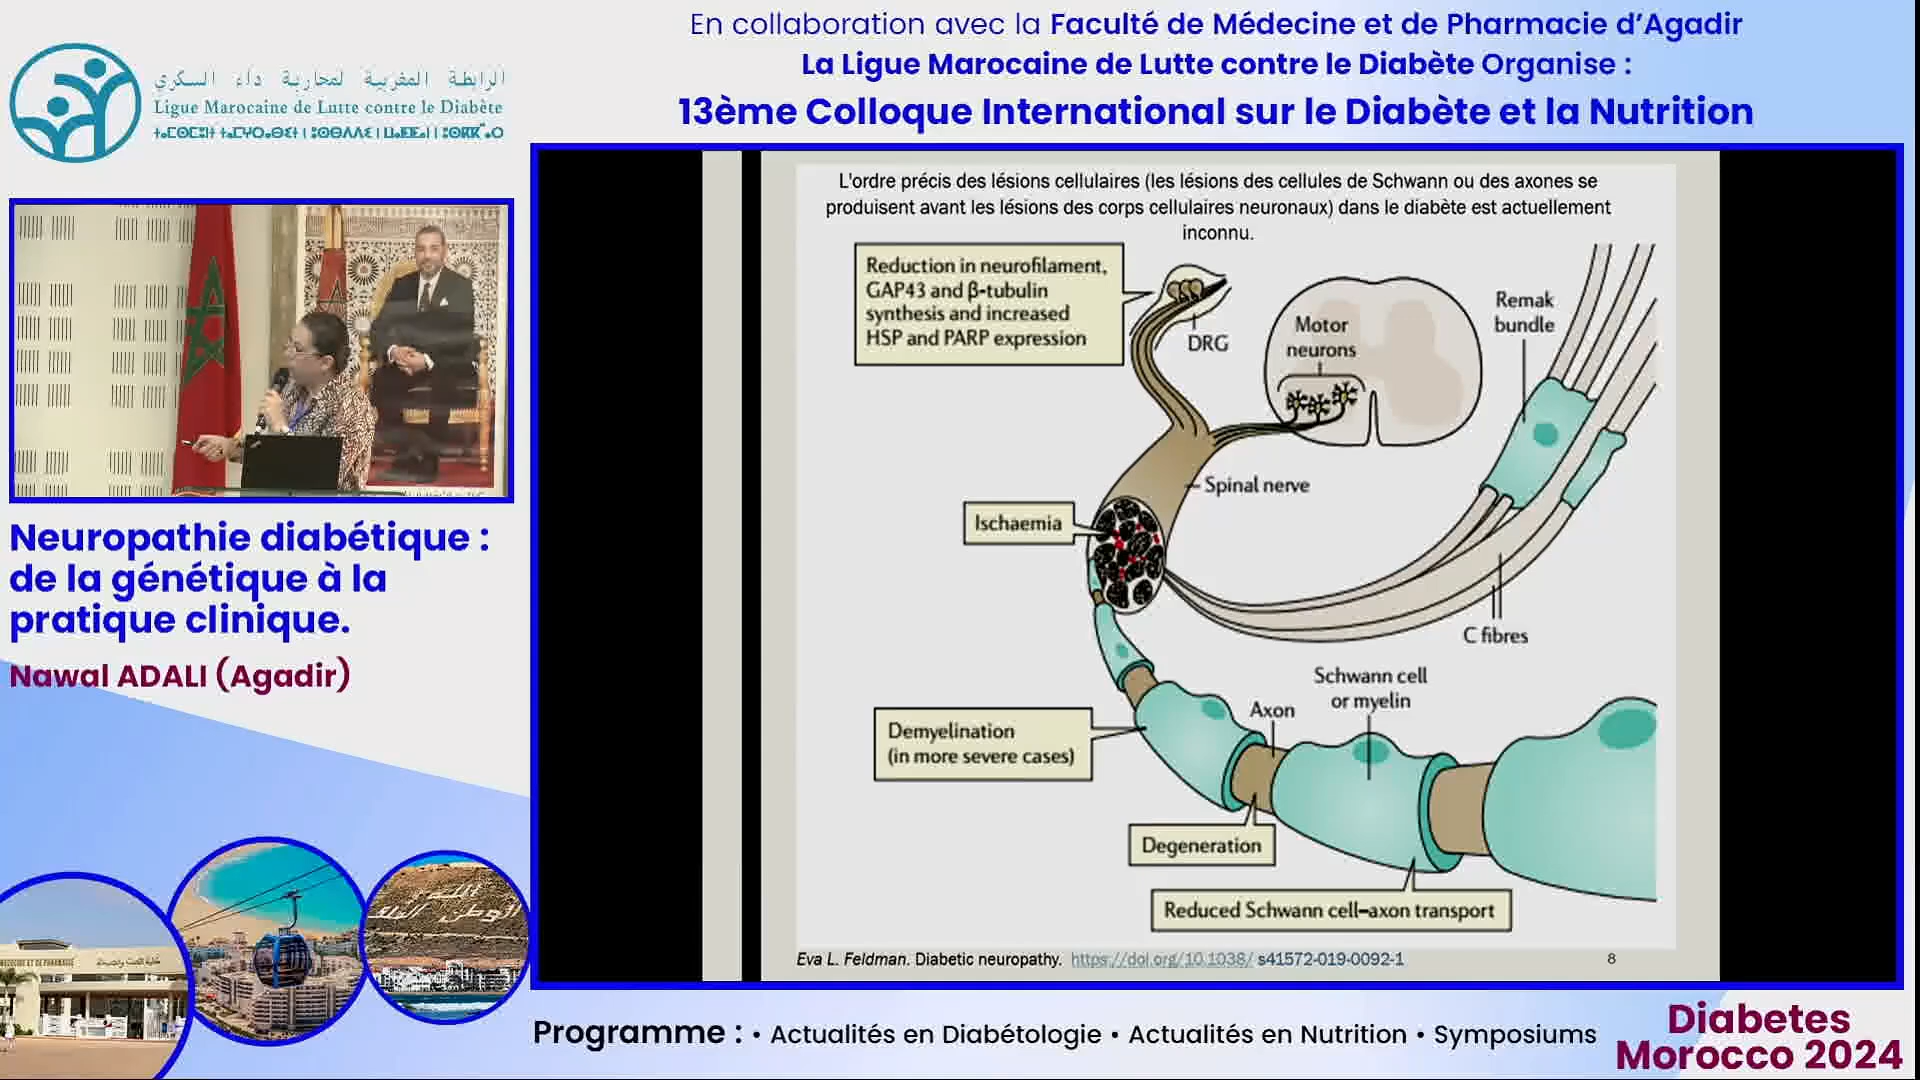 En collaboration avec la Faculté de Médecine et de Pharmacie d'Agadir
La Ligue Marocaine de Lutte contre le Diabète Organise :
13ème Colloque International sur le Diabète et la Nutrition
الرابطة المغربية لمحاربة داء السكري
Ligue Marocaine de Lutte contre le Diabète
Neuropathie diabétique :
de la génétique à la
pratique clinique.
Nawal ADALI (Agadir)
L'ordre précis des lésions cellulaires (les lésions des cellules de Schwann ou des axones se
produisent avant les lésions des corps cellulaires neuronaux) dans le diabète est actuellement
inconnu.
Reduction in neurofilament,
GAP43 and β-tubulin
synthesis and increased
HSP and PARP expression
DRG
Motor
neurons
Remak
bundle
Spinal nerve
Ischaemia
C fibres
Schwann cell
or myelin
Axon
Demyelination
(in more severe cases)
Degeneration
Reduced Schwann cell–axon transport
Eva L. Feldman. Diabetic neuropathy. https://doi.org/10.1038/ s41572-019-0092-1
8
Programme : • Actualités en Diabétologie • Actualités en Nutrition • Symposiums
Diabetes
Morocco 2024